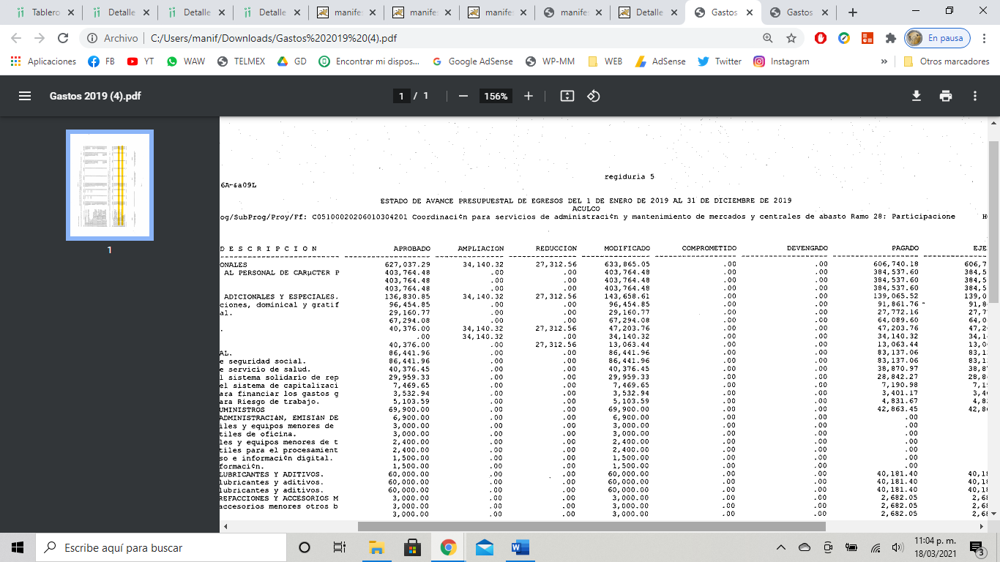 Tablero Detalle Detalle Detalle manifes manifes manifes manifes Detalle Gastos Gastos
Archivo C:/Users/manif/Downloads/Gastos%202019%20(4).pdf En pausa
Aplicaciones FB YT WAW TELMEX GD Encontrar mi dispos... Google AdSense WP-MM WEB AdSense Twitter Instagram » Otros marcadores
Gastos 2019 (4).pdf 1 / 1 156%
1
regiduria 5
6A-&a09L
ESTADO DE AVANCE PRESUPUESTAL DE EGRESOS DEL 1 DE ENERO DE 2019 AL 31 DE DICIEMBRE DE 2019
ACULCO
og/SubProg/Proy/Ff: C05100020206010304201 Coordinaci¢n para servicios de administraci¢n y mantenimiento de mercados y centrales de abasto Ramo 28: Participacione
D E S C R I P C I O N APROBADO AMPLIACION REDUCCION MODIFICADO COMPROMETIDO DEVENGADO PAGADO EJE
ONALES 627,037.29 34,140.32 27,312.56 633,865.05 .00 .00 606,740.18 606,7
AL PERSONAL DE CARµCTER P 403,764.48 .00 .00 403,764.48 .00 .00 384,537.60 384,5
403,764.48 .00 .00 403,764.48 .00 .00 384,537.60 384,5
403,764.48 .00 .00 403,764.48 .00 .00 384,537.60 384,5
ADICIONALES Y ESPECIALES. 136,830.85 34,140.32 27,312.56 143,658.61 .00 .00 139,065.52 139,0
ciones, dominical y gratif 96,454.85 .00 .00 96,454.85 .00 .00 91,861.76 91,8
al. 29,160.77 .00 .00 29,160.77 .00 .00 27,772.16 27,7
67,294.08 .00 .00 67,294.08 .00 .00 64,089.60 64,0
. 40,376.00 34,140.32 27,312.56 47,203.76 .00 .00 47,203.76 47,2
.00 34,140.32 .00 34,140.32 .00 .00 34,140.32 34,1
40,376.00 .00 27,312.56 13,063.44 .00 .00 13,063.44 13,0
AL. 86,441.96 .00 .00 86,441.96 .00 .00 83,137.06 83,1
e seguridad social. 86,441.96 .00 .00 86,441.96 .00 .00 83,137.06 83,1
e servicio de salud. 40,376.45 .00 .00 40,376.45 .00 .00 38,870.97 38,8
l sistema solidario de rep 29,959.33 .00 .00 29,959.33 .00 .00 28,842.27 28,8
el sistema de capitalizaci 7,469.65 .00 .00 7,469.65 .00 .00 7,190.98 7,1
ara financiar los gastos g 3,532.94 .00 .00 3,532.94 .00 .00 3,401.17 3,4
ara Riesgo de trabajo. 5,103.59 .00 .00 5,103.59 .00 .00 4,831.67 4,8
UMINISTROS 69,900.00 .00 .00 69,900.00 .00 .00 42,863.45 42,8
ADMINISTRACIàN, EMISIàN DE 6,900.00 .00 .00 6,900.00 .00 .00 .00
iles y equipos menores de 3,000.00 .00 .00 3,000.00 .00 .00 .00
tiles de oficina. 3,000.00 .00 .00 3,000.00 .00 .00 .00
les y equipos menores de t 2,400.00 .00 .00 2,400.00 .00 .00 .00
tiles para el procesamient 2,400.00 .00 .00 2,400.00 .00 .00 .00
so e informaci¢n digital. 1,500.00 .00 .00 1,500.00 .00 .00 .00
formaci¢n. 1,500.00 .00 .00 1,500.00 .00 .00 .00
LUBRICANTES Y ADITIVOS. 60,000.00 .00 .00 60,000.00 .00 .00 40,181.40 40,1
lubricantes y aditivos. 60,000.00 .00 .00 60,000.00 .00 .00 40,181.40 40,1
lubricantes y aditivos. 60,000.00 .00 .00 60,000.00 .00 .00 40,181.40 40,1
REFACCIONES Y ACCESORIOS M 3,000.00 .00 .00 3,000.00 .00 .00 2,682.05 2,6
accesorios menores otros b 3,000.00 .00 .00 3,000.00 .00 .00 2,682.05 2,6
3,000.00 .00 .00 3,000.00 .00 .00 2,682.05 2,6
Escribe aquí para buscar
11:04 p. m.
18/03/2021
3